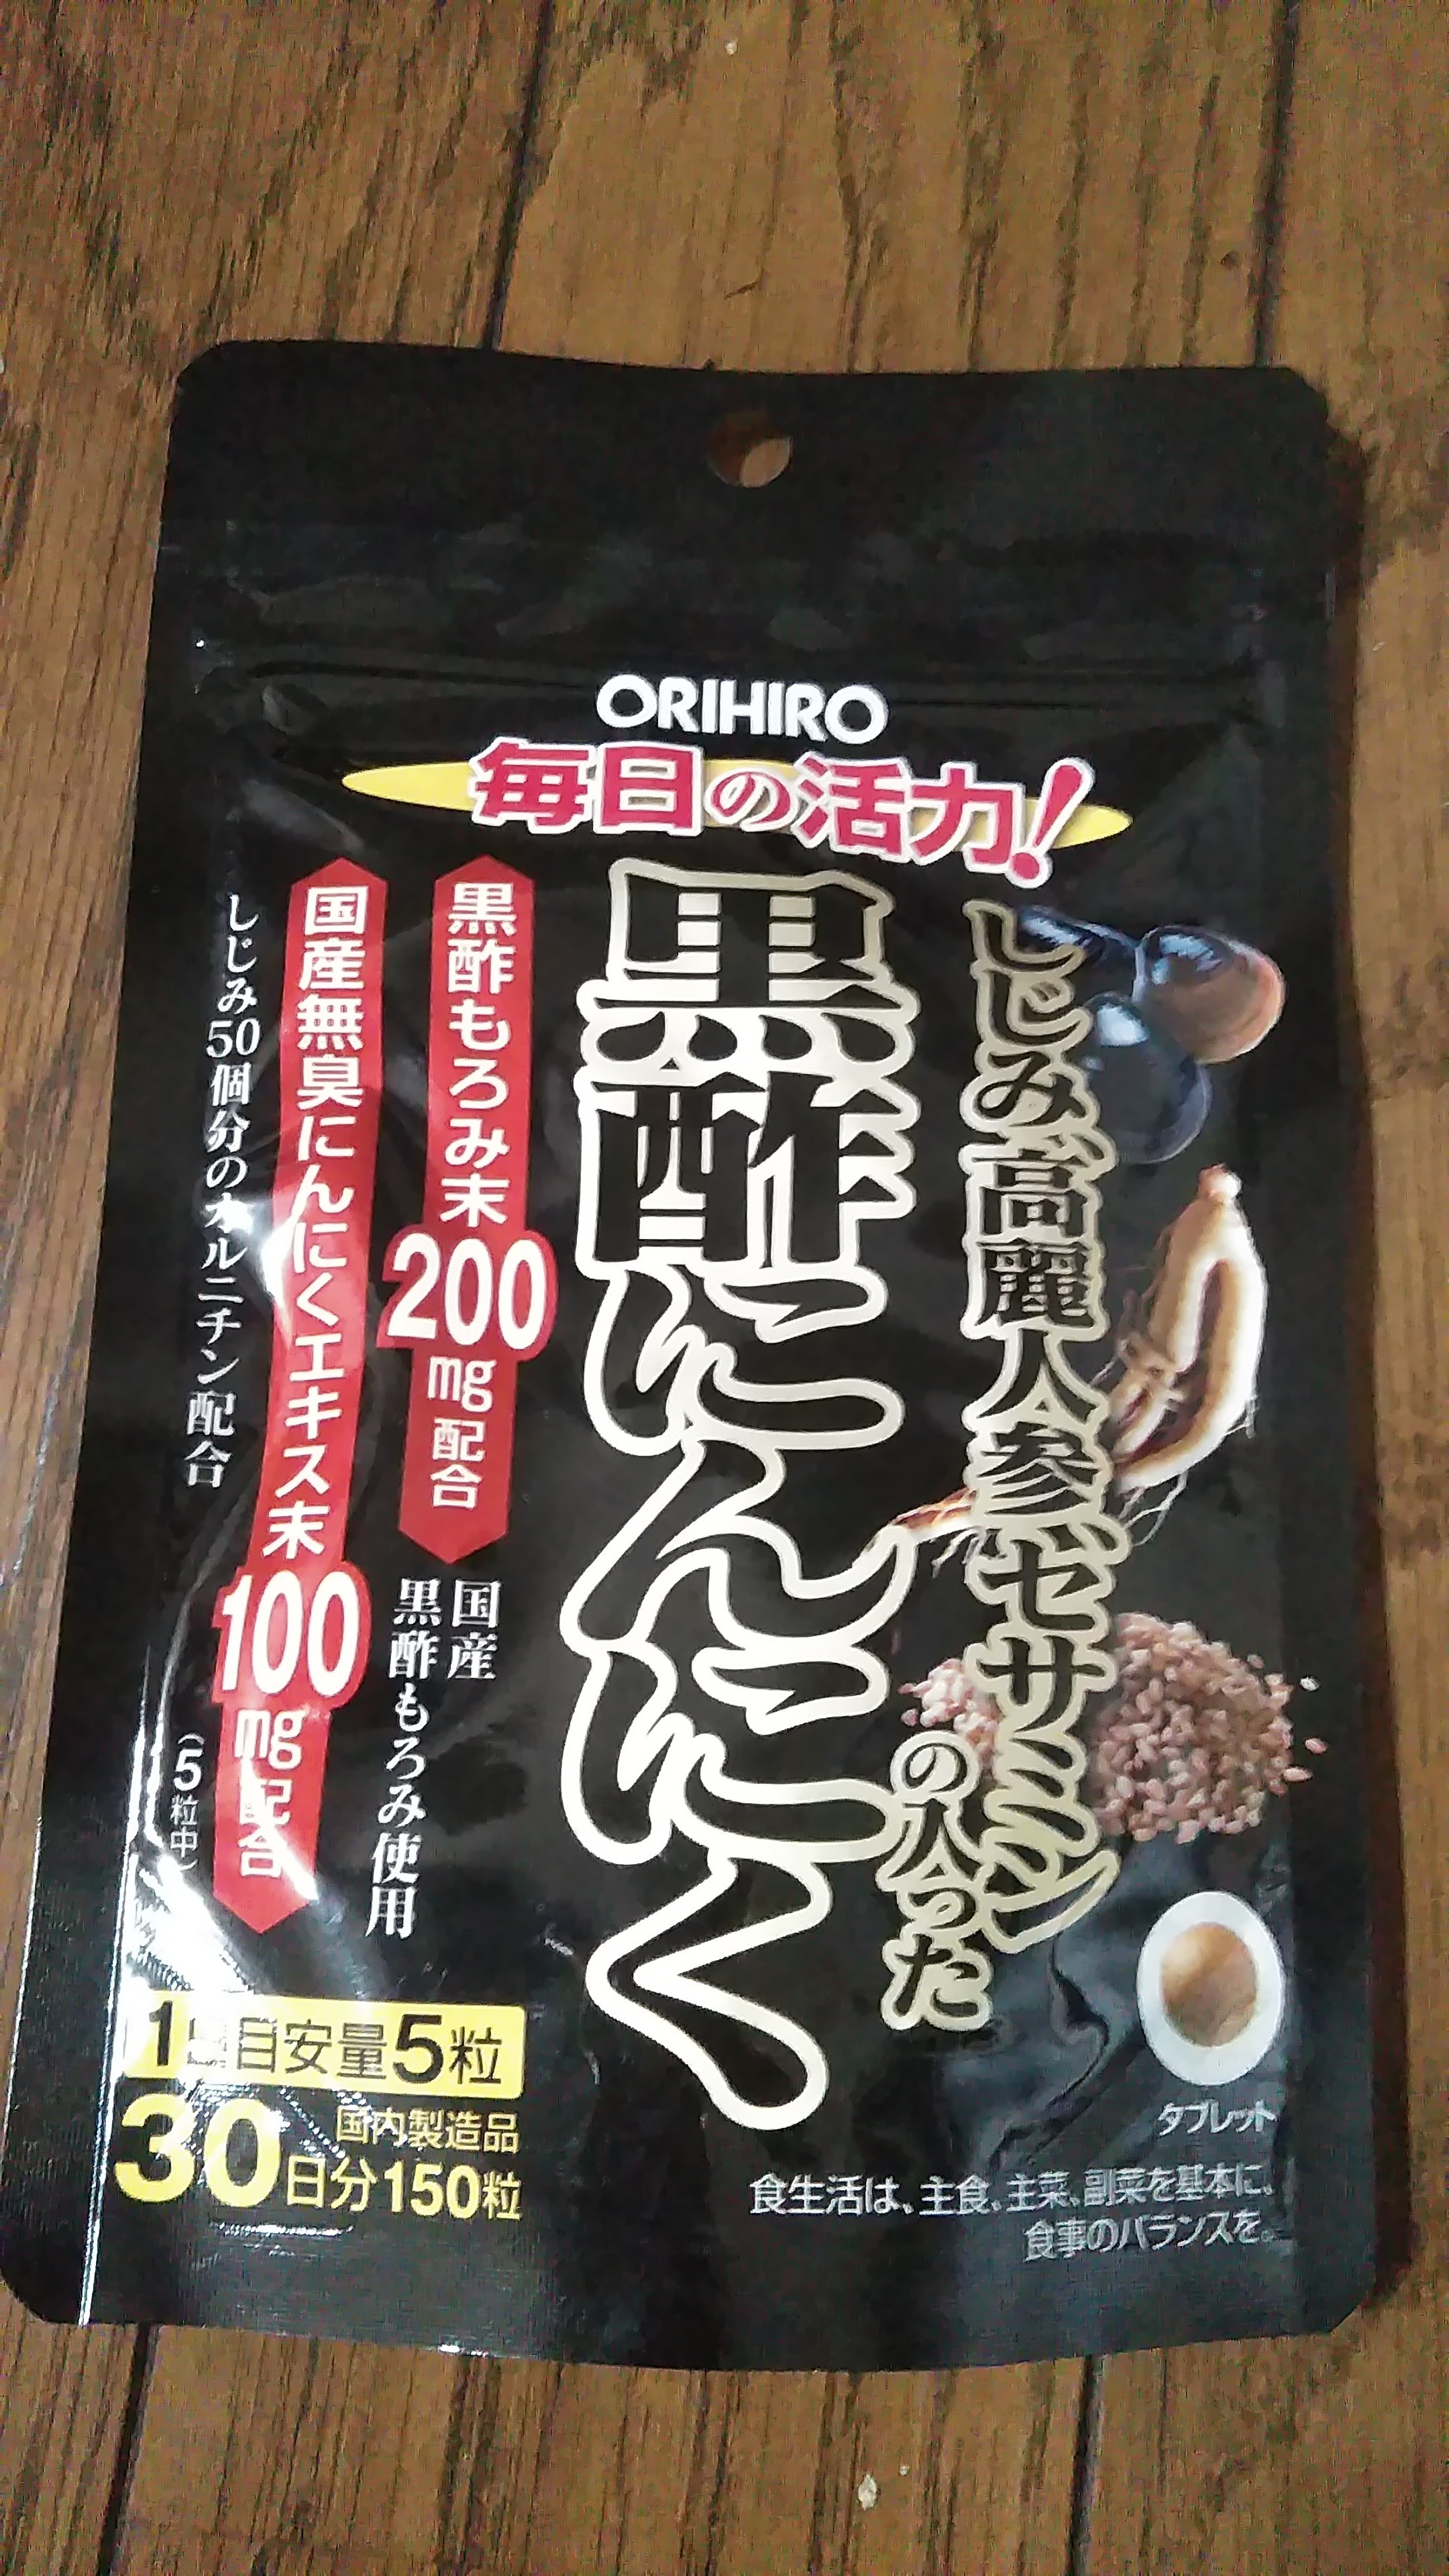 ORIHIRO
毎日の活力!
しじみ高麗人参セサミン
の入った
黒酢にんにく
黒酢もろみ末200mg配合
国産
黒酢もろみ使用
国産無臭にんにくエキス末100mg配合
しじみ50個分のオルニチン配合
(5粒中)
1日目安量5粒
国内製造品
30日分150粒
タブレット
食生活は、主食、主菜、副菜を基本に、
食事のバランスを。